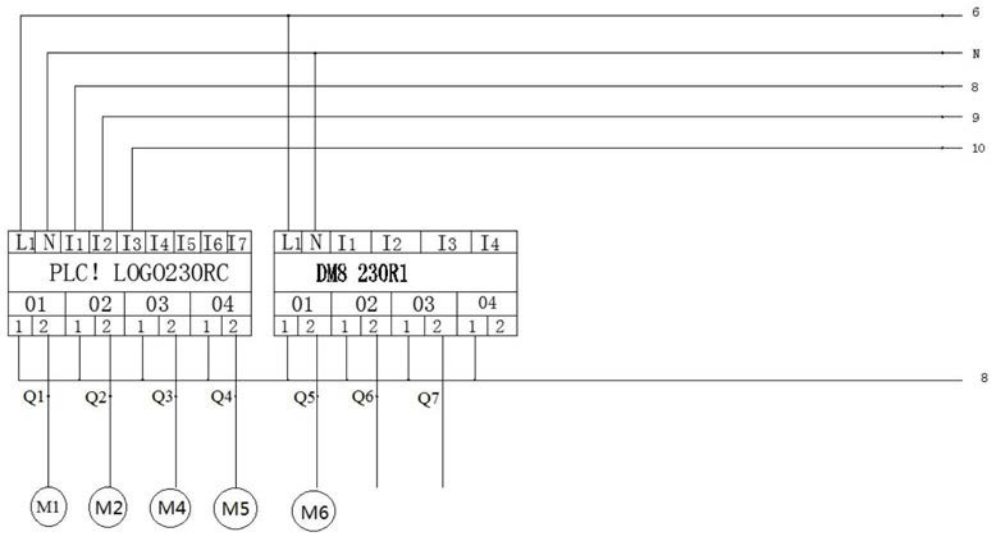 6
N
8
9
10
L1 N I1 I2 I3 I4 I5 I6 I7
L1 N I1 I2 I3 I4
PLC! LOGO230RC
DM8 230R1
01 02 03 04
01 02 03 04
1 2 1 2 1 2 1 2
1 2 1 2 1 2 1 2
8
Q1 Q2 Q3 Q4 Q5 Q6 Q7
M1 M2 M4 M5 M6